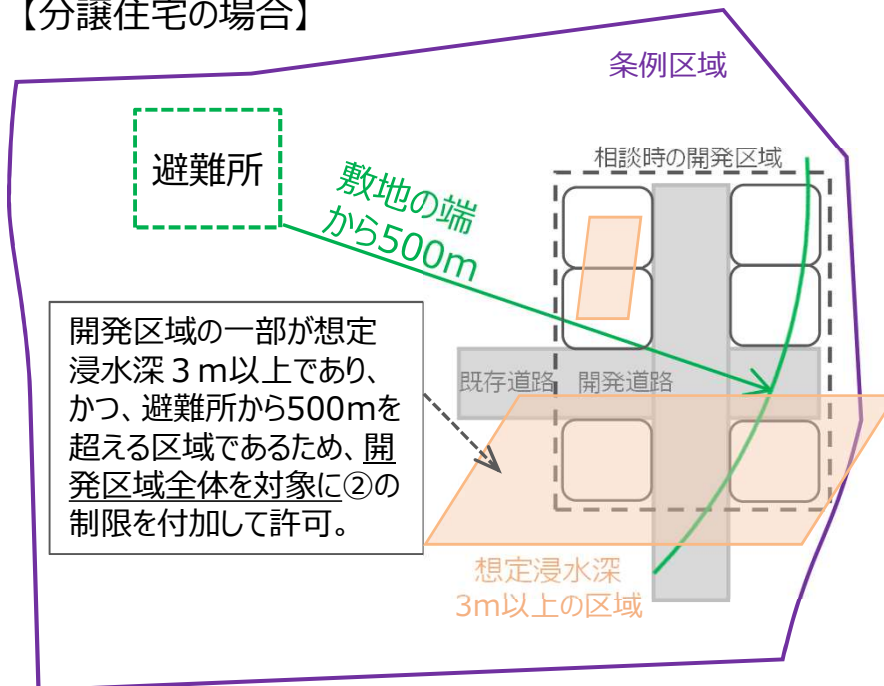 【分譲住宅の場合】
条例区域
避難所
相談時の開発区域
敷地の端
から500m
開発区域の一部が想定
浸水深３m以上であり、
かつ、避難所から500mを
超える区域であるため、開
発区域全体を対象に②の
制限を付加して許可。
既存道路
開発道路
想定浸水深
3m以上の区域